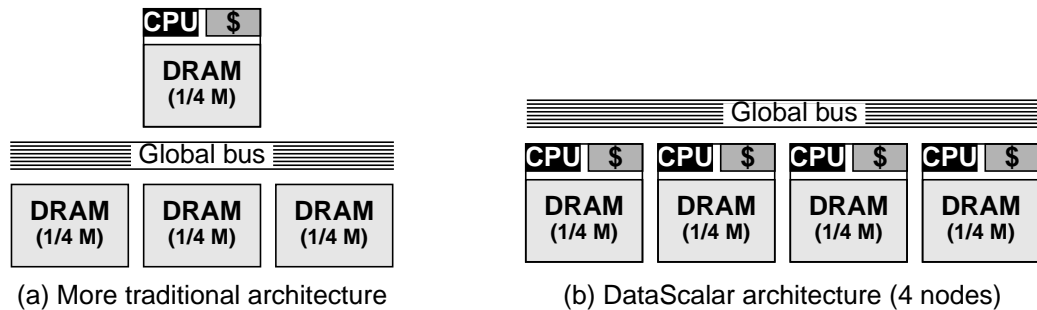 CPU $
DRAM
(1/4 M)
Global bus
DRAM DRAM DRAM
(1/4 M) (1/4 M) (1/4 M)
(a) More traditional architecture
Global bus
CPU $ CPU $ CPU $ CPU $
DRAM DRAM DRAM DRAM
(1/4 M) (1/4 M) (1/4 M) (1/4 M)
(b) DataScalar architecture (4 nodes)